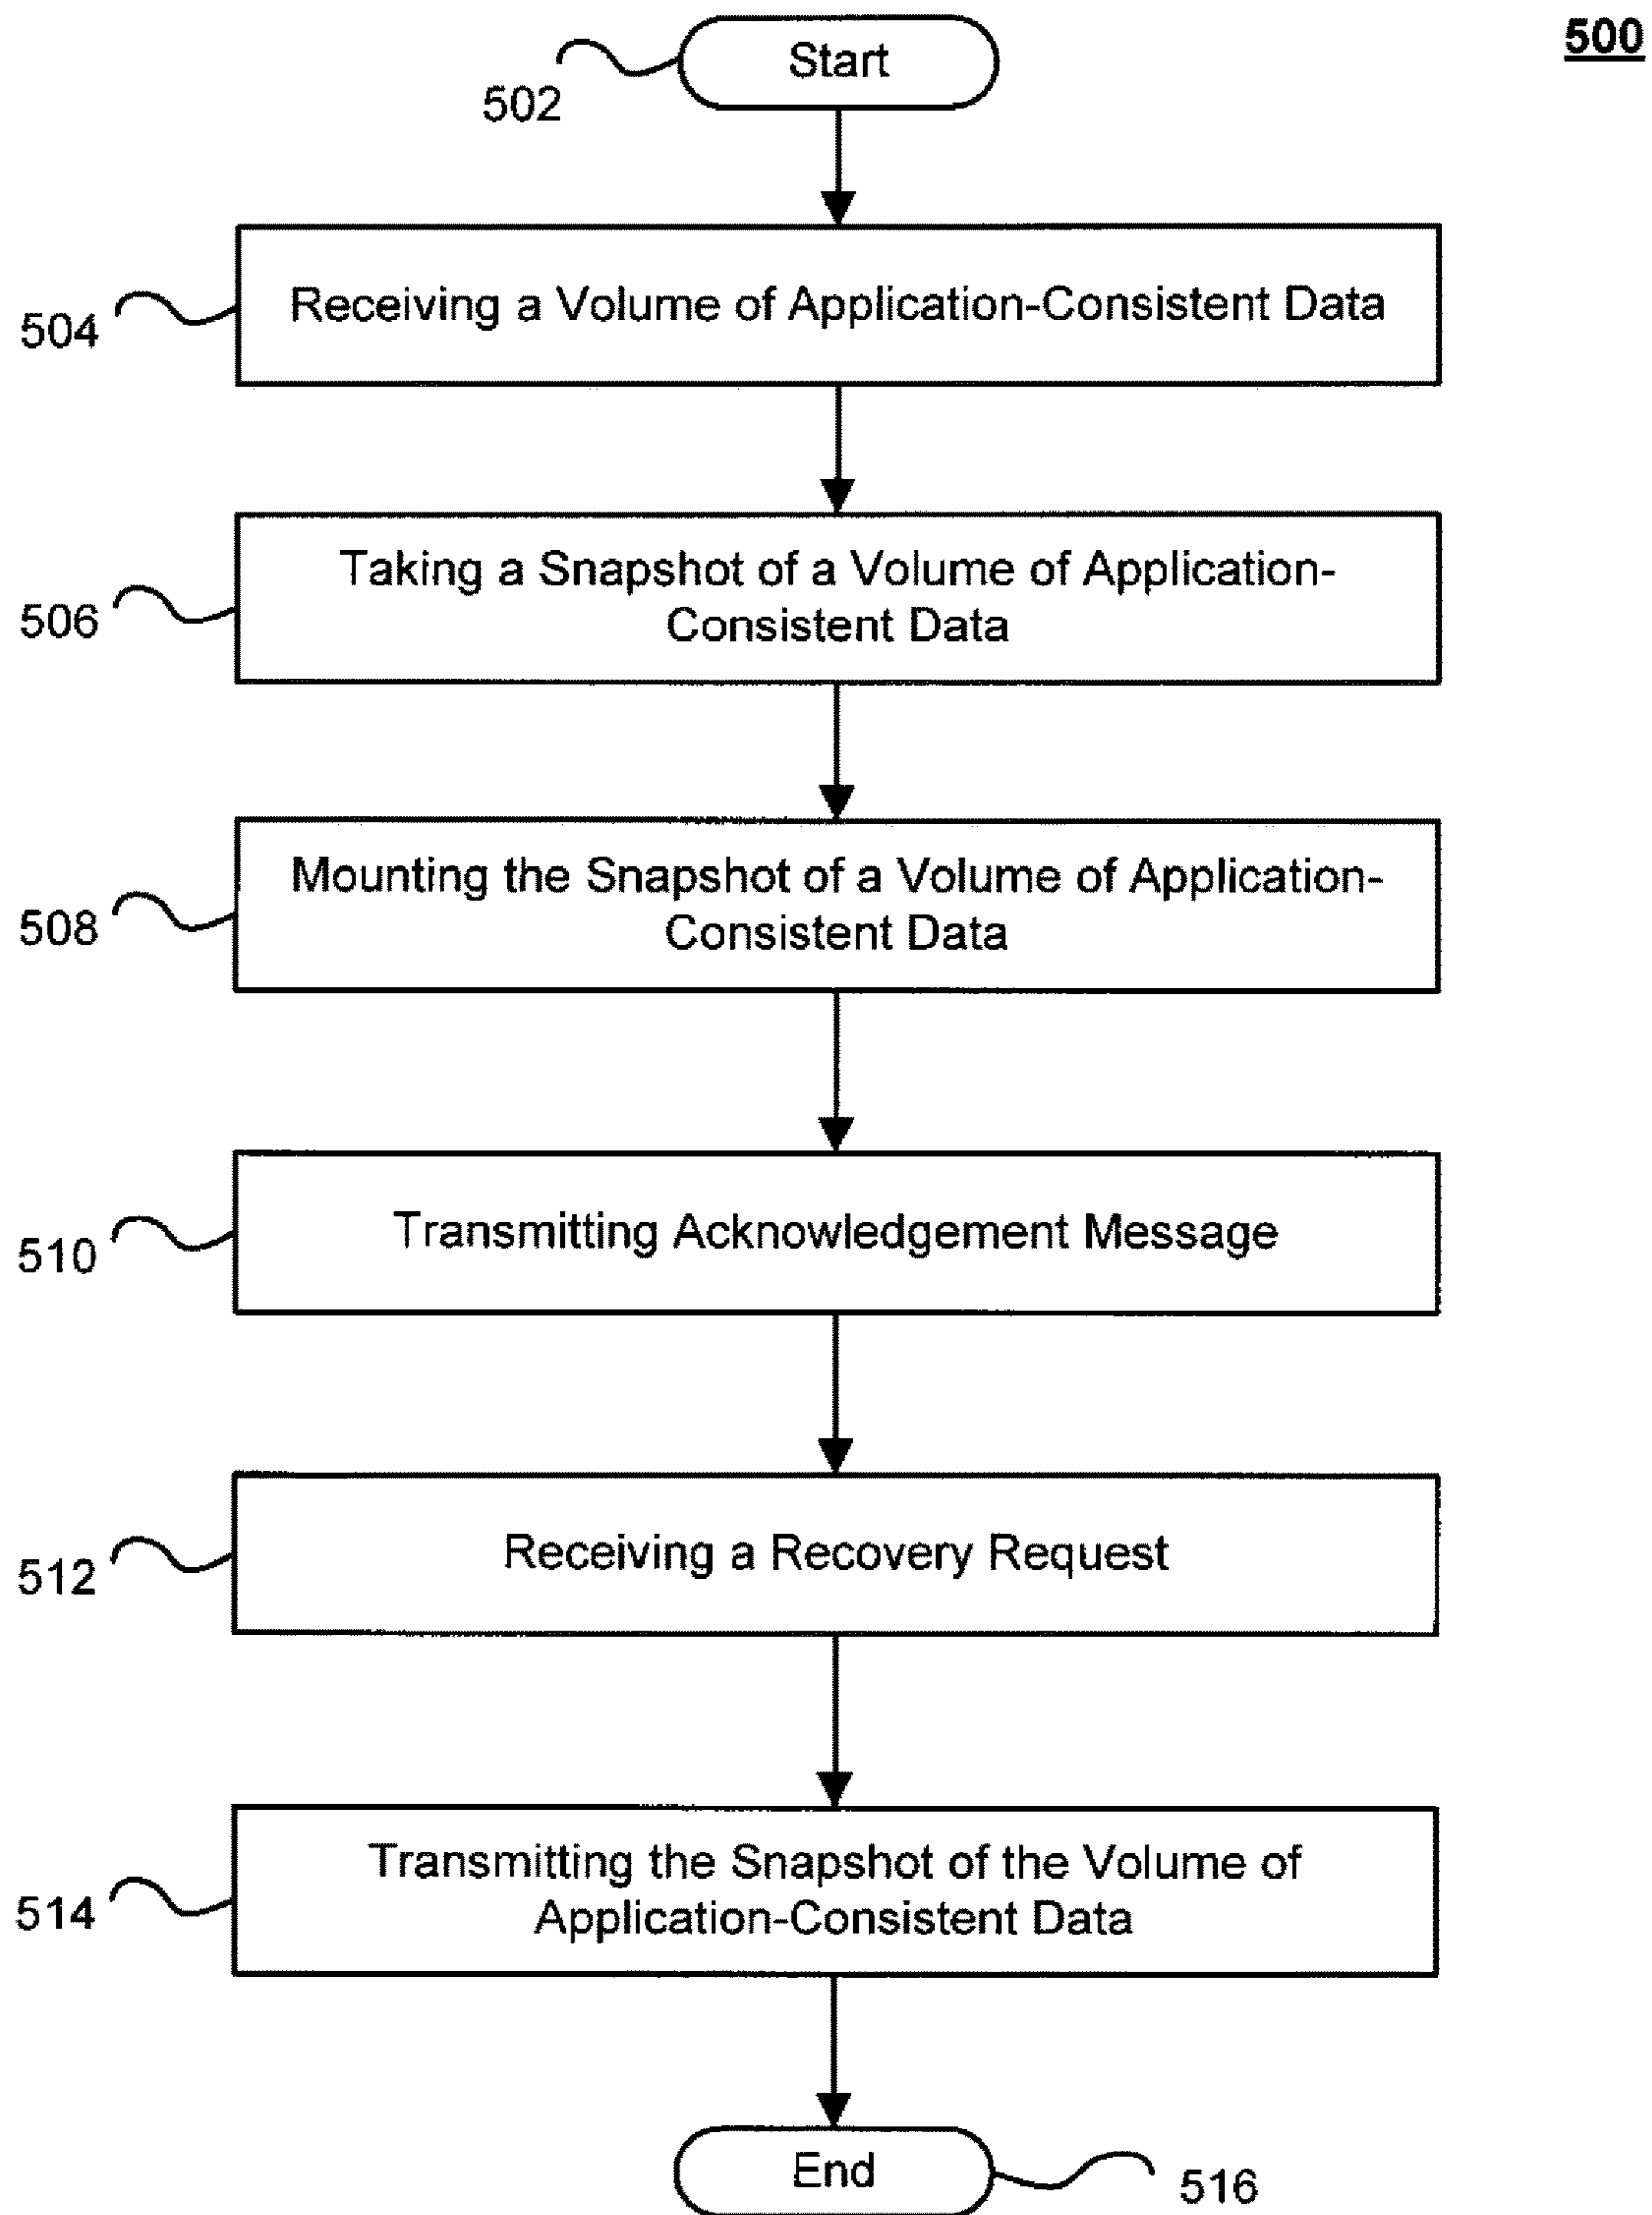 500
Start
502
Receiving a Volume of Application-Consistent Data
504
Taking a Snapshot of a Volume of Application-
Consistent Data
506
Mounting the Snapshot of a Volume of Application-
Consistent Data
508
Transmitting Acknowledgement Message
510
Receiving a Recovery Request
512
Transmitting the Snapshot of the Volume of
Application-Consistent Data
514
End
516